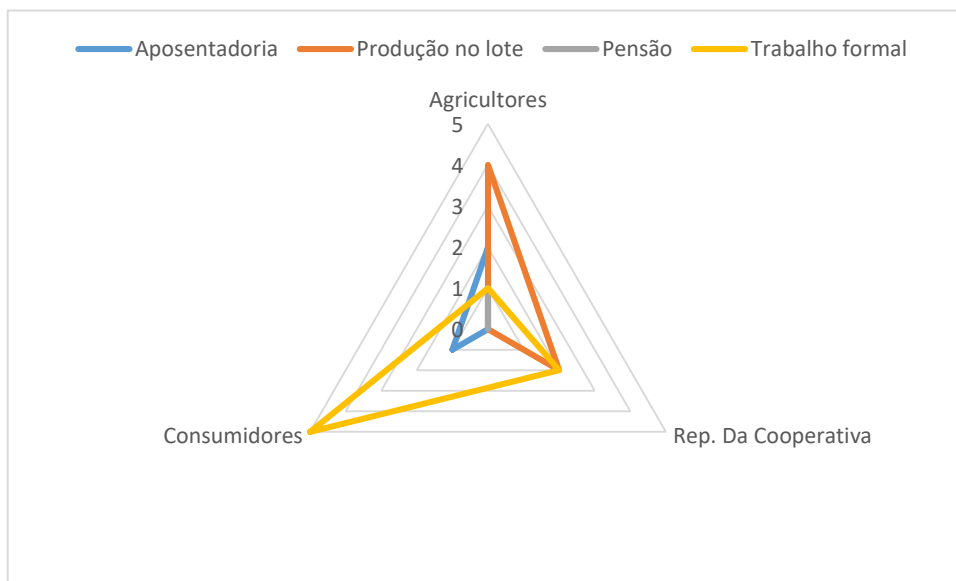 Aposentadoria Produção no lote Pensão Trabalho formal
Agricultores
5
4
3
2
1
0
Consumidores
Rep. Da Cooperativa